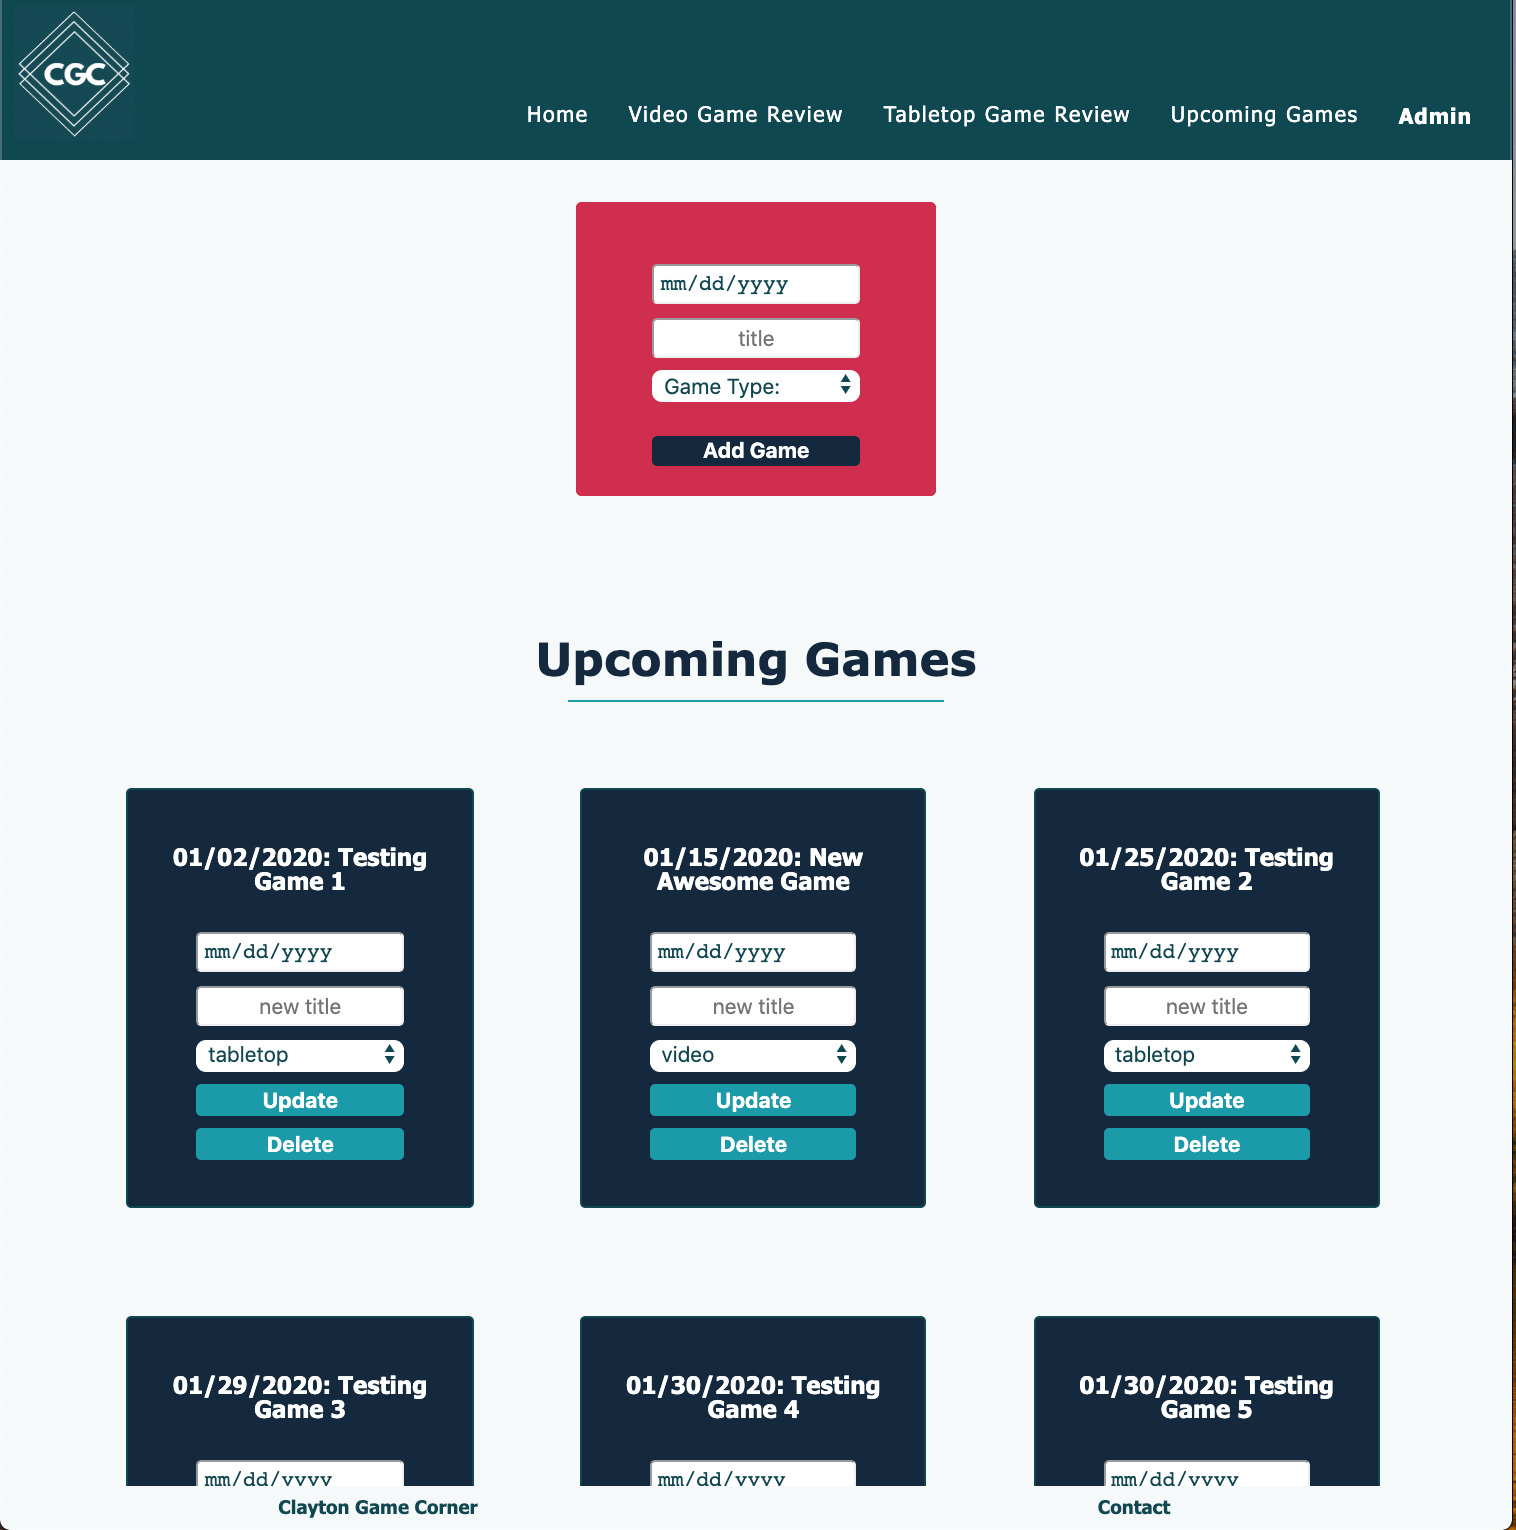 CGC
Home Video Game Review Tabletop Game Review Upcoming Games Admin
mm/dd/yyyy
title
Game Type:
Add Game
Upcoming Games
01/02/2020: Testing
Game 1
mm/dd/yyyy
new title
tabletop
Update
Delete
01/15/2020: New
Awesome Game
mm/dd/yyyy
new title
video
Update
Delete
01/25/2020: Testing
Game 2
mm/dd/yyyy
new title
tabletop
Update
Delete
01/29/2020: Testing
Game 3
mm/dd/yyyy
01/30/2020: Testing
Game 4
mm/dd/yyyy
01/30/2020: Testing
Game 5
mm/dd/yyyy
Clayton Game Corner Contact